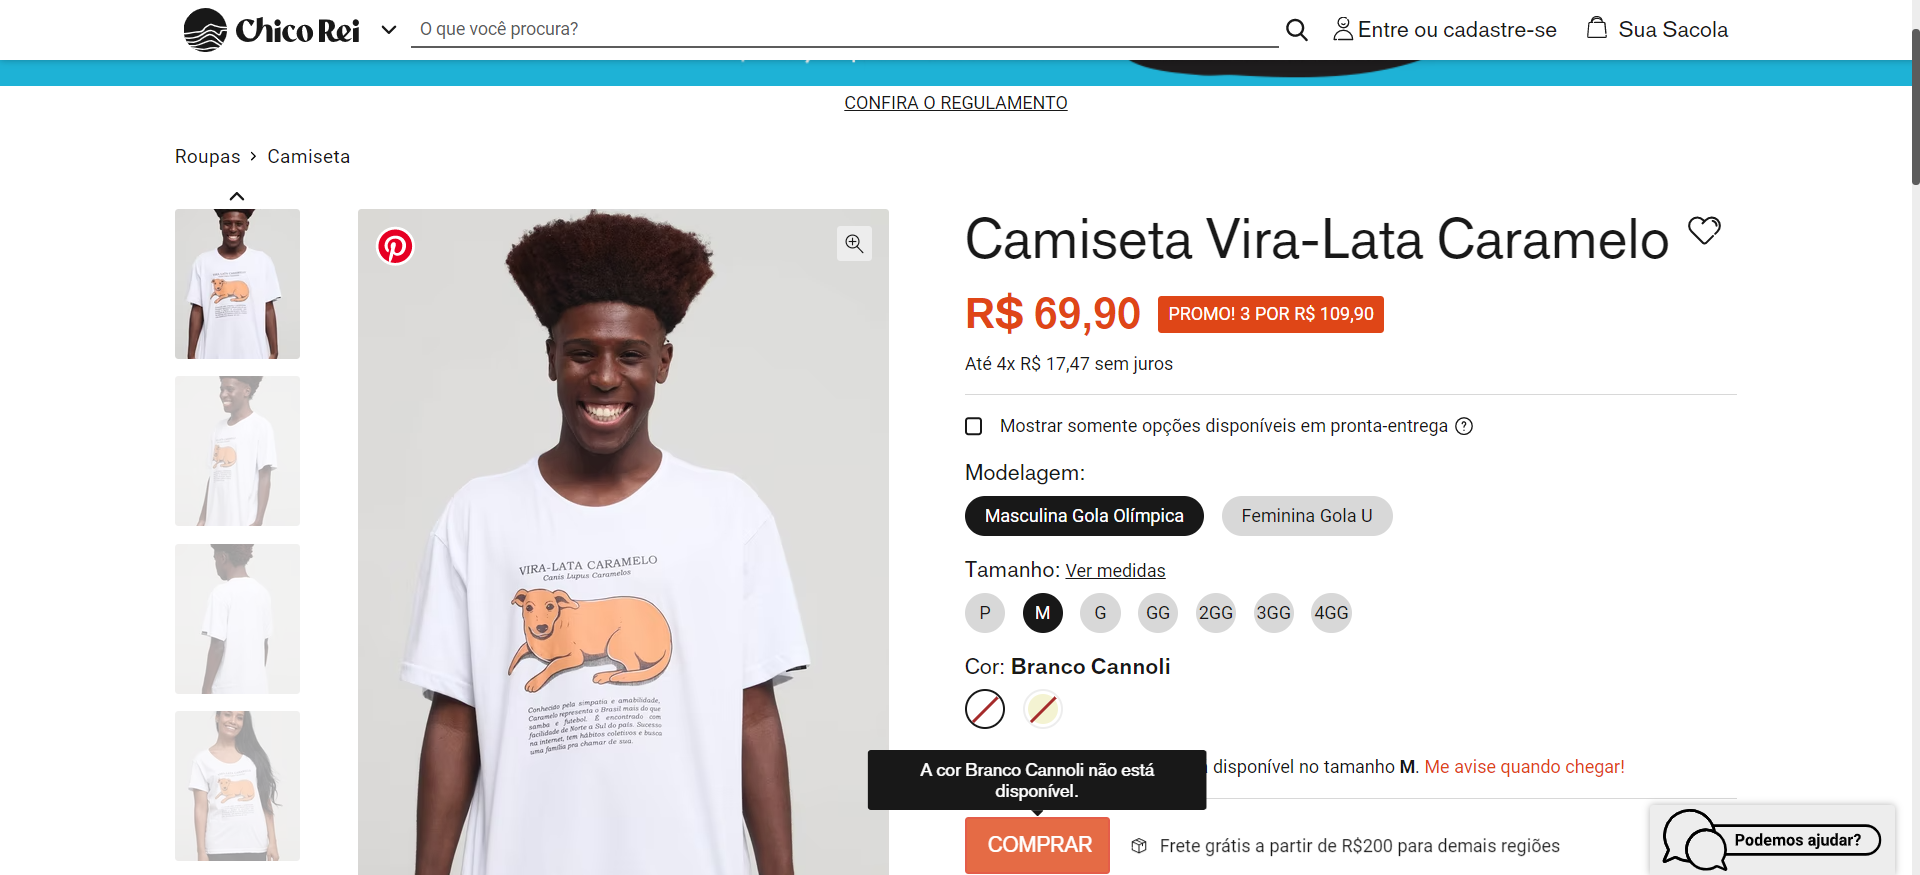 Chico Rei
O que você procura?
Entre ou cadastre-se
Sua Sacola
CONFIRA O REGULAMENTO
Roupas > Camiseta
Camiseta Vira-Lata Caramelo
R$ 69,90
PROMO! 3 POR R$ 109,90
Até 4x R$ 17,47 sem juros
Mostrar somente opções disponíveis em pronta-entrega ?
Modelagem:
Masculina Gola Olímpica
Feminina Gola U
Tamanho: Ver medidas
P M G GG 2GG 3GG 4GG
Cor: Branco Cannoli
disponível no tamanho M. Me avise quando chegar!
A cor Branco Cannoli não está
disponível.
COMPRAR
Frete grátis a partir de R$200 para demais regiões
Podemos ajudar?
VIRA-LATA CARAMELO
Canis Lupus Caramelos
Conhecido pela simpatia e amabilidade,
Caramelo representa o Brasil mais do que
samba e futebol. É encontrado com
facilidade de Norte a Sul do país. Sucesso
na internet, tem hábitos coletivos e busca
uma família pra chamar de sua.
VIRA-LATA CARAMELO